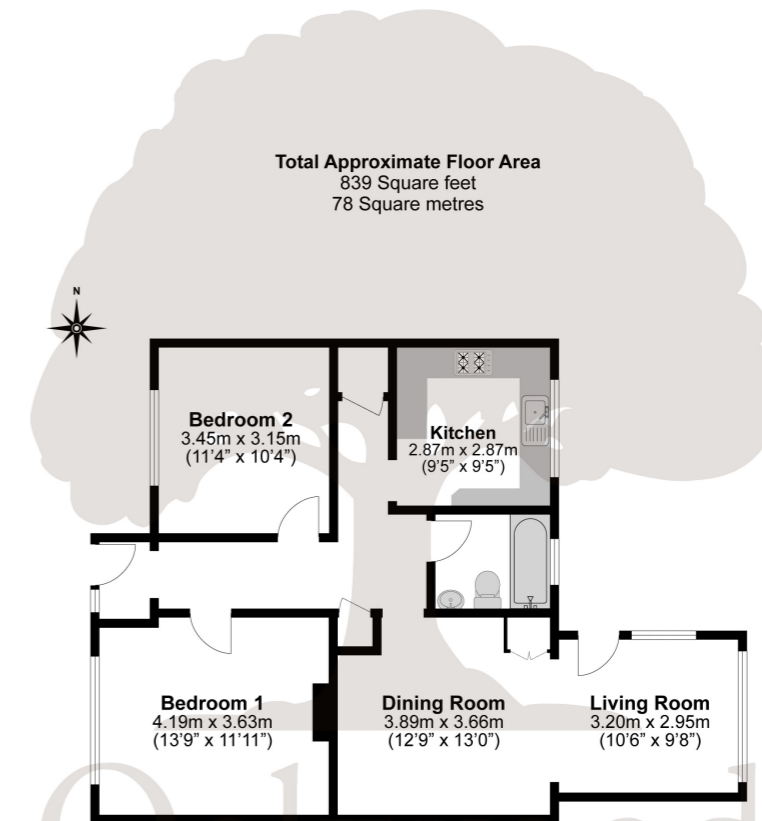 Total Approximate Floor Area
839 Square feet
78 Square metres
N
Bedroom 2
3.45m x 3.15m
(11'4” x 10'4”)
Kitchen
2.87m x 2.87m
(9'5” x 9'5”)
Bedroom 1
4.19m x 3.63m
(13'9” x 11'11”)
Dining Room
3.89m x 3.66m
(12'9” x 13'0”)
Living Room
3.20m x 2.95m
(10'6” x 9'8”)